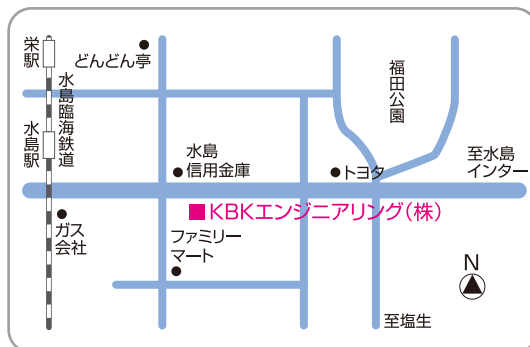 栄駅
どんどん亭
水島臨海鉄道
水島駅
福田公園
水島
信用金庫
トヨタ
至水島
インター
KBKエンジニアリング(株)
ガス
会社
ファミリー
マート
N
至塩生